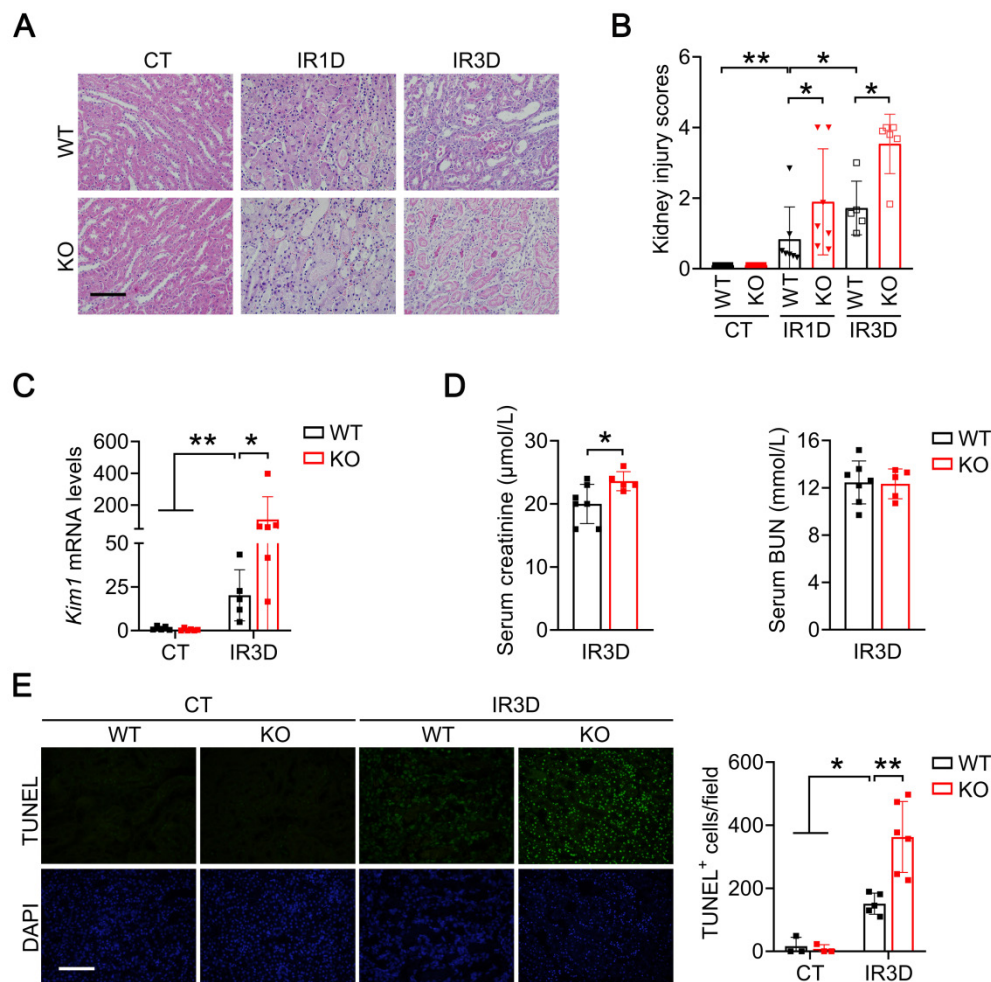 A
CT
IR1D
IR3D
WT
KO
B
Kidney injury scores
6
4
2
0
** *
* *
WT KO WT KO WT KO
CT IR1D IR3D
C
Kim1 mRNA levels
600
400
200
50
25
0
** *
WT
KO
CT IR3D
D
Serum creatinine (μmol/L)
30
20
10
0
*
IR3D
Serum BUN (mmol/L)
16
12
8
4
0
IR3D
WT
KO
E
CT IR3D
WT KO WT KO
TUNEL
DAPI
TUNEL+ cells/field
600
400
200
0
* **
WT
KO
CT IR3D